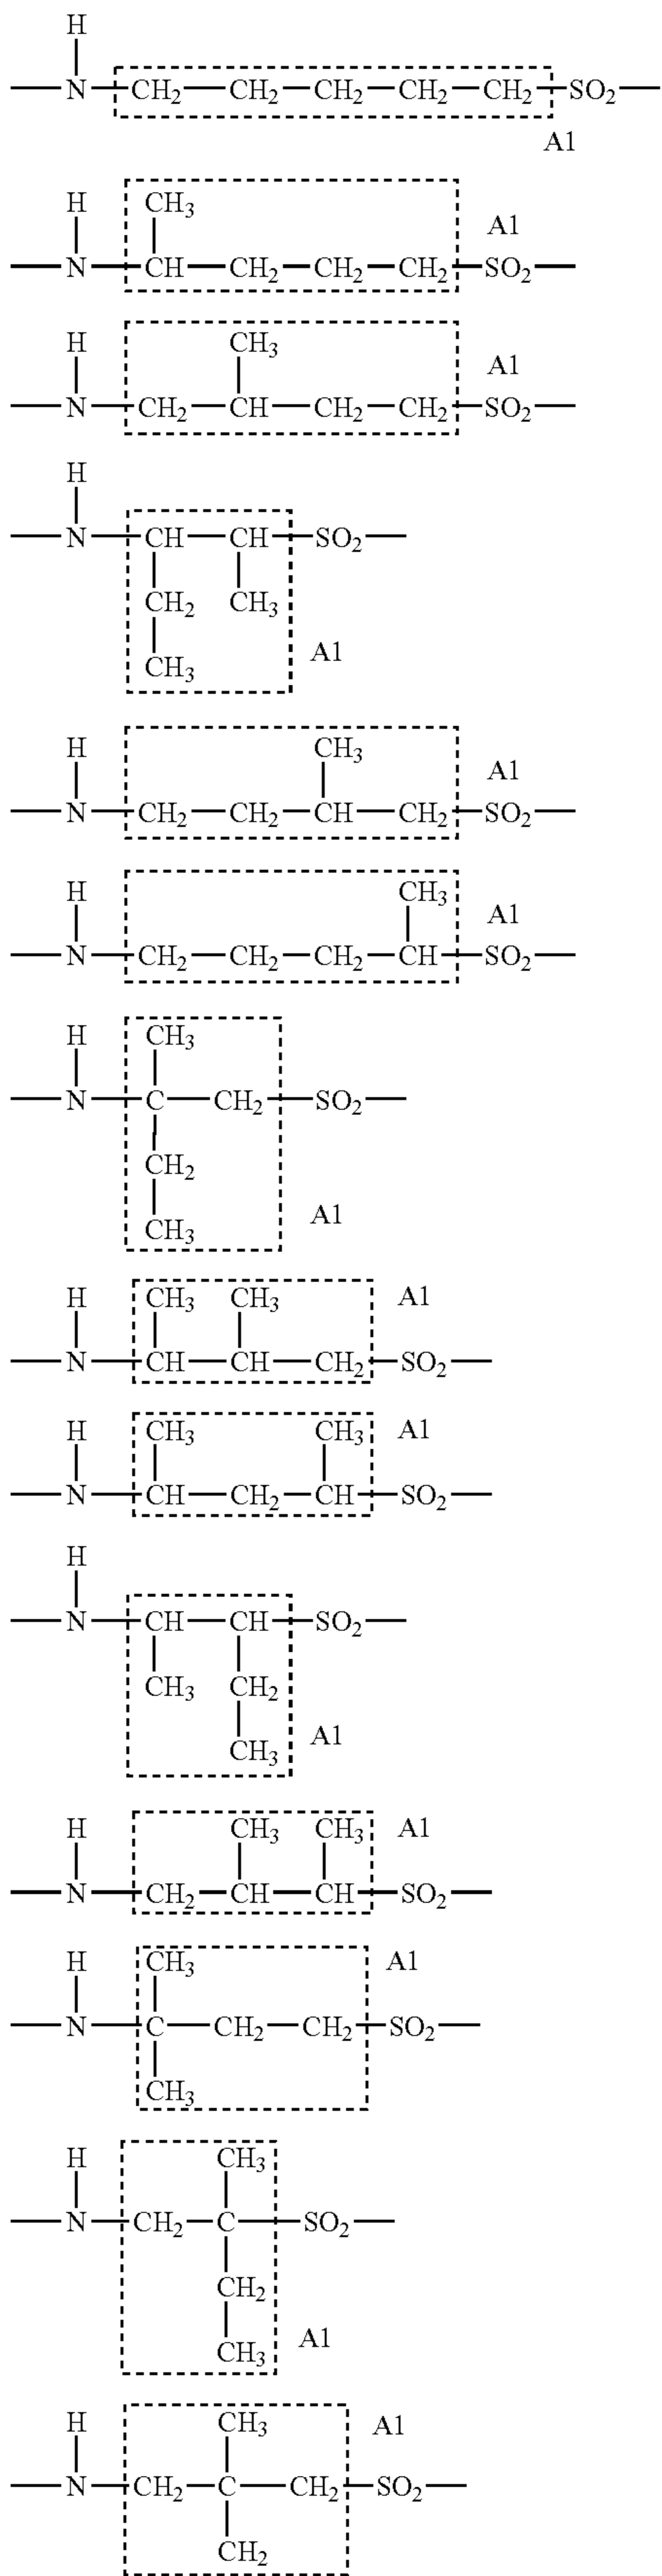 H
N—CH₂—CH₂—CH₂—CH₂—CH₂—SO₂
A1
H CH₃ A1
N—CH—CH₂—CH₂—CH₂—SO₂
H CH₃ A1
N—CH₂—CH—CH₂—CH₂—SO₂
H
N—CH—CH—SO₂
CH₂ CH₃
A1
CH₃
H CH₃ A1
N—CH₂—CH₂—CH—CH₂—SO₂
H CH₃ A1
N—CH₂—CH₂—CH₂—CH—SO₂
H CH₃
N—C—CH₂—SO₂
CH₂
CH₃ A1
H CH₃ CH₃ A1
N—CH—CH—CH₂—SO₂
H CH₃ CH₃ A1
N—CH—CH₂—CH—SO₂
H
N—CH—CH—SO₂
CH₃ CH₂
CH₃ A1
H CH₃ CH₃ A1
N—CH₂—CH—CH—SO₂
H CH₃ A1
N—C—CH₂—CH₂—SO₂
CH₃
H CH₃
N—CH₂—C—SO₂
CH₂
CH₃ A1
H CH₃ A1
N—CH₂—C—CH₂—SO₂
CH₂